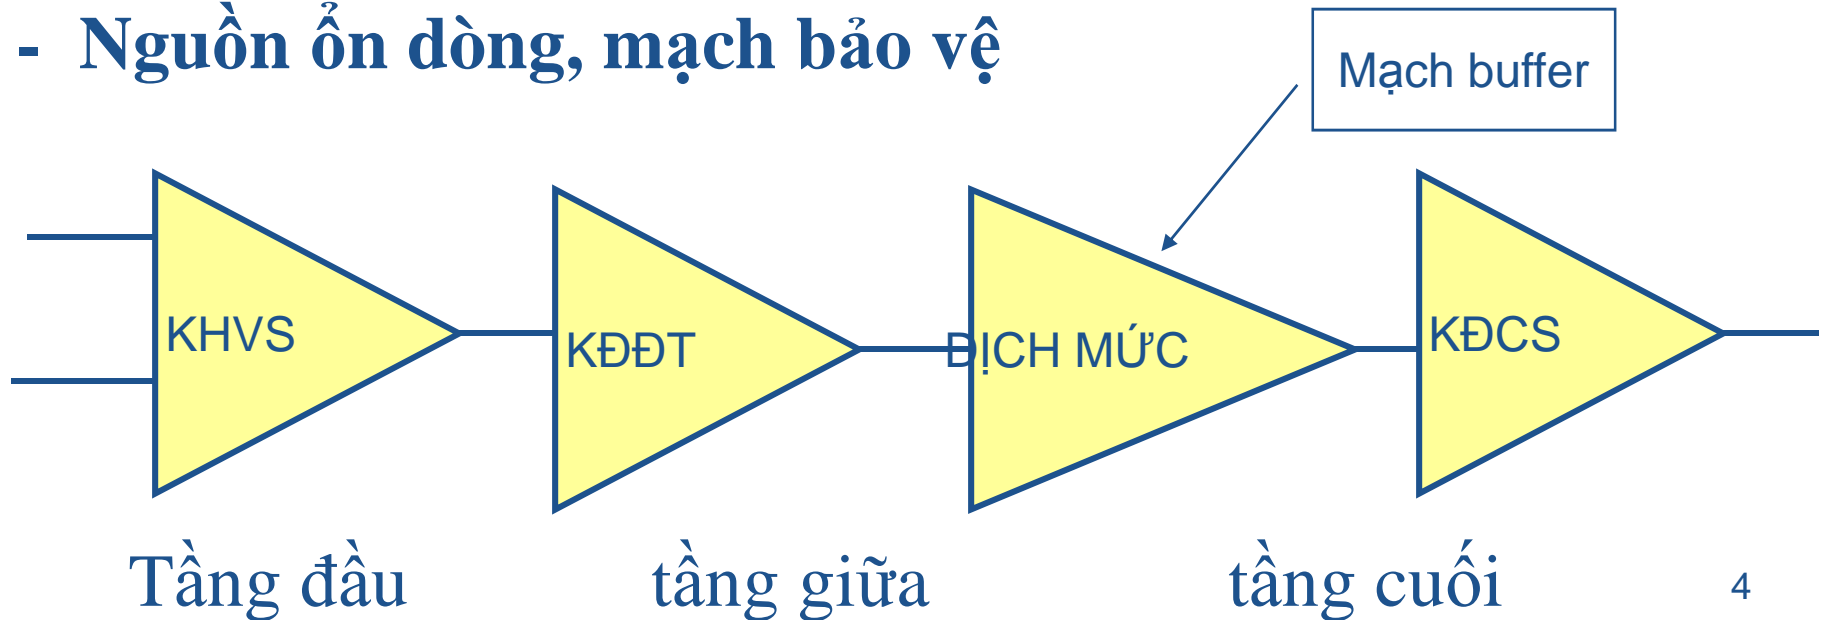 - Nguồn ổn dòng, mạch bảo vệ
Mạch buffer
KHVS
KĐĐT
DỊCH MỨC
KĐCS
Tầng đầu
tầng giữa
tầng cuối
4